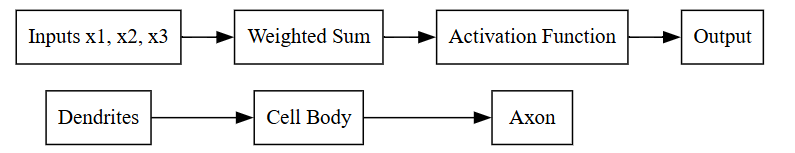 Inputs x1, x2, x3 Weighted Sum Activation Function Output
Dendrites Cell Body Axon